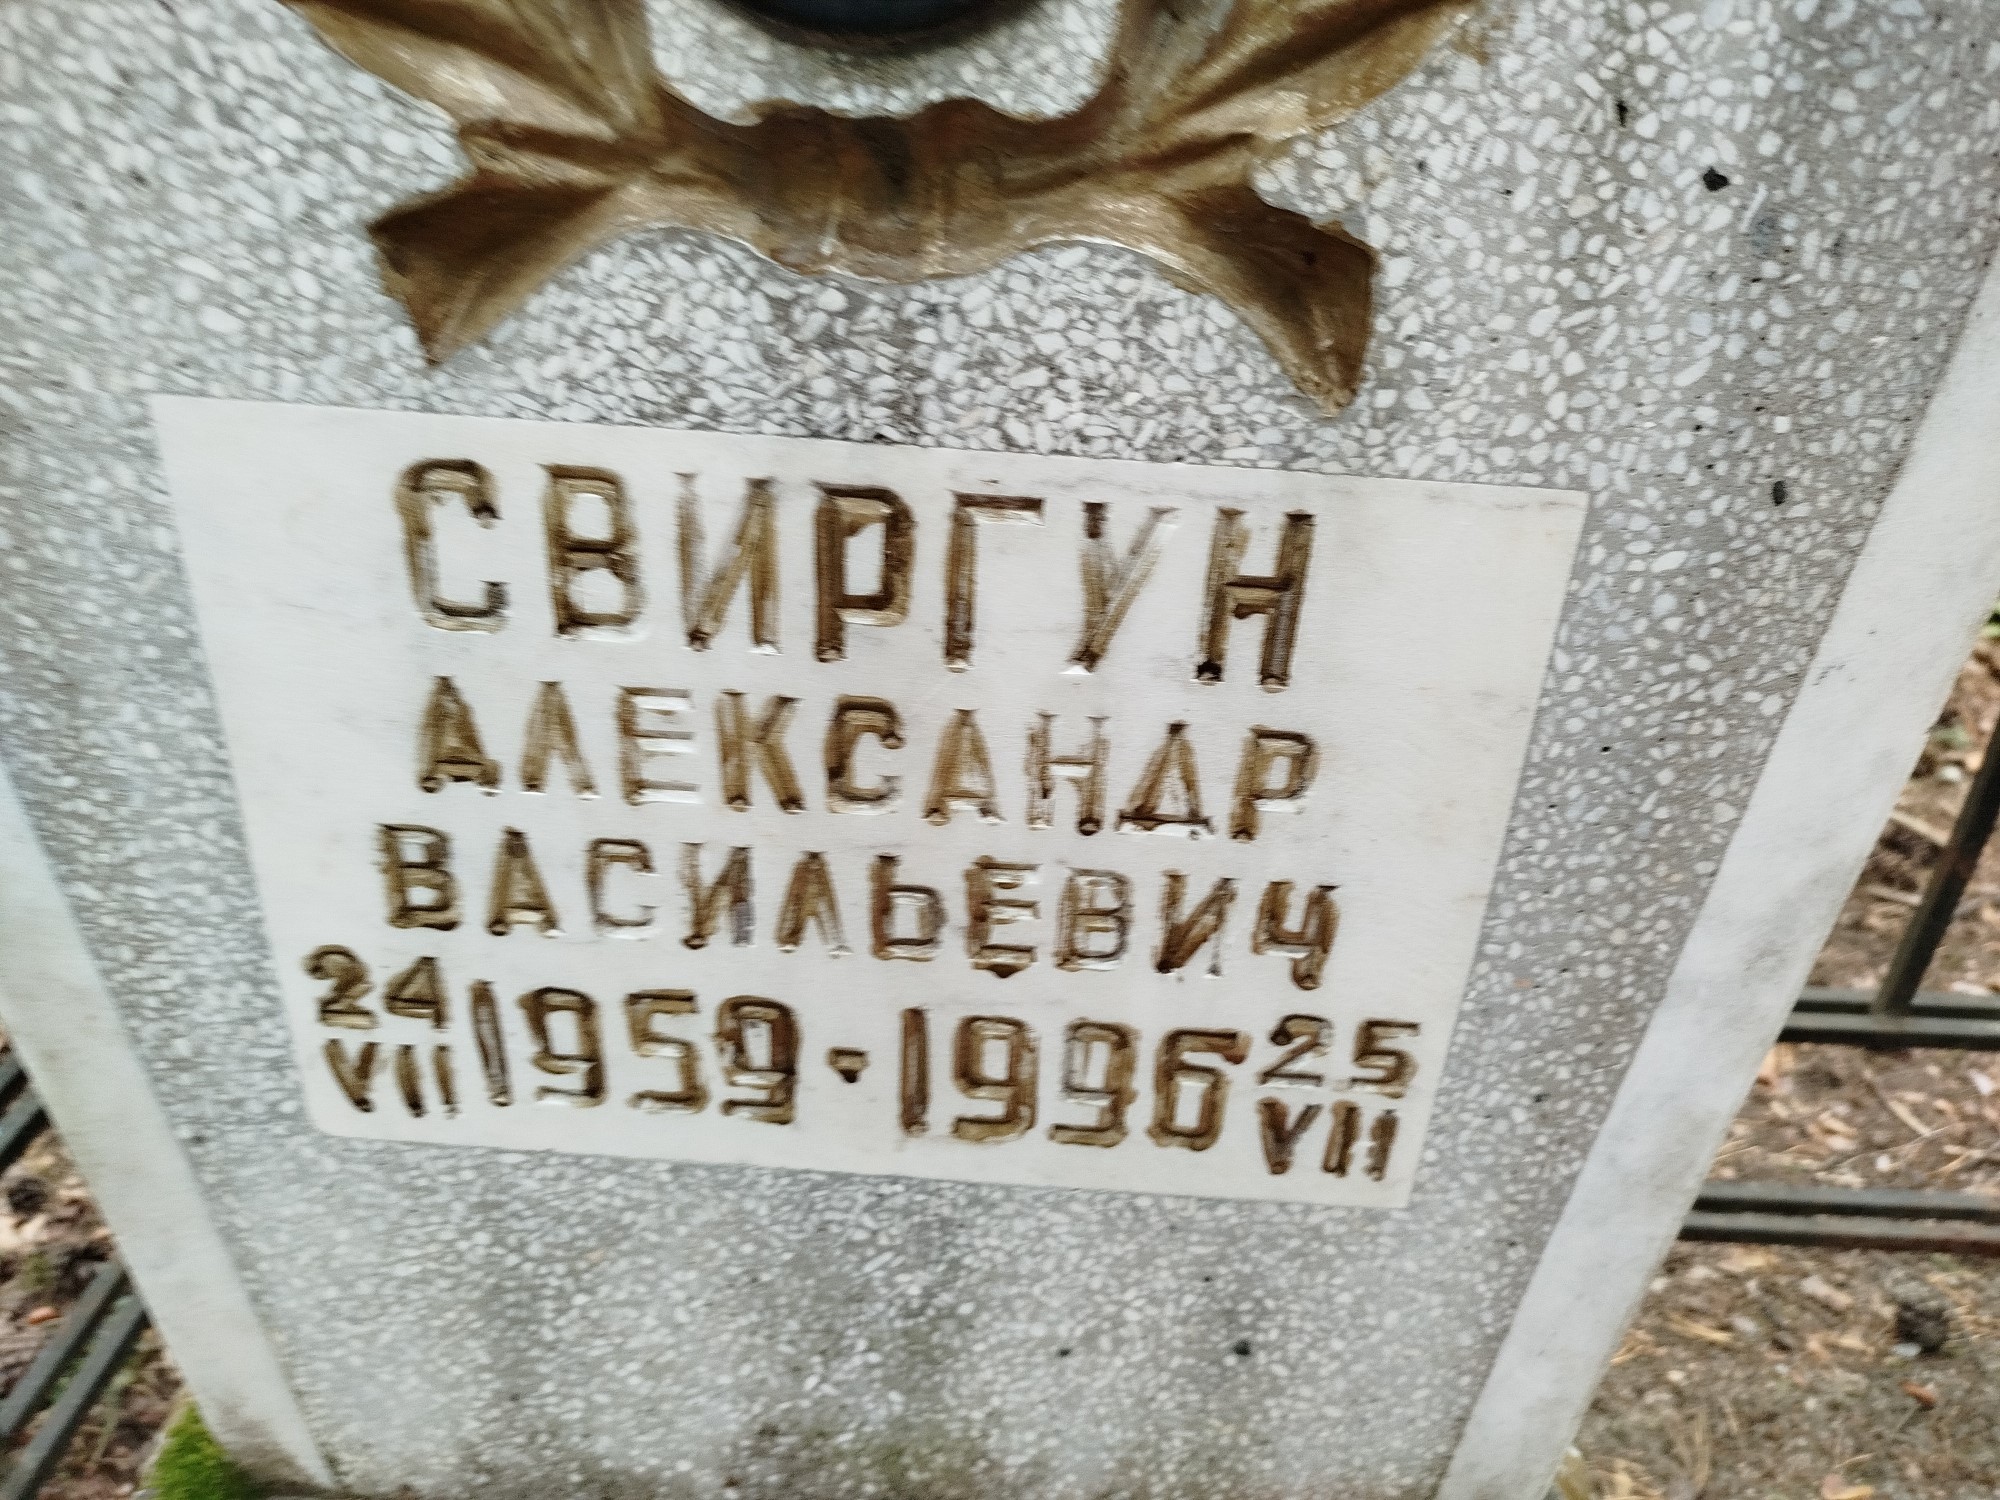 СВИРГУН
АЛЕКСАНДР
ВАСИЛЬЕВИЧ
24 VII 1959 · 1996 25 VII